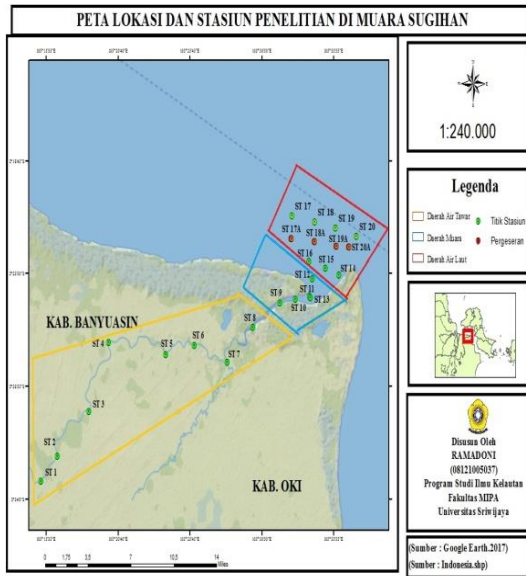 PETA LOKASI DAN STASIUN PENELITIAN DI MUARA SUGIHAN
1:240.000
Legenda
Daerah Air Tawar
Daerah Muara
Daerah Air Laut
Titik Stasiun
Pergeseran
ST 17
ST 18
ST 19
ST 20
ST 17A
ST 18A
ST 19A
ST 20A
ST 16
ST 15
ST 14
ST 12
ST 11
ST 13
ST 9
ST 10
ST 8
KAB. BANYUASIN
ST 4
ST 5
ST 6
ST 7
ST 3
ST 2
ST 1
KAB. OKI
0 1,75 3,5 7 10,5 14
Miles
Disusun Oleh
RAMADONI
(08121005037)
Program Studi Ilmu Kelautan
Fakultas MIPA
Universitas Sriwijaya
(Sumber : Google Earth.2017)
(Sumber : Indonesia.shp)